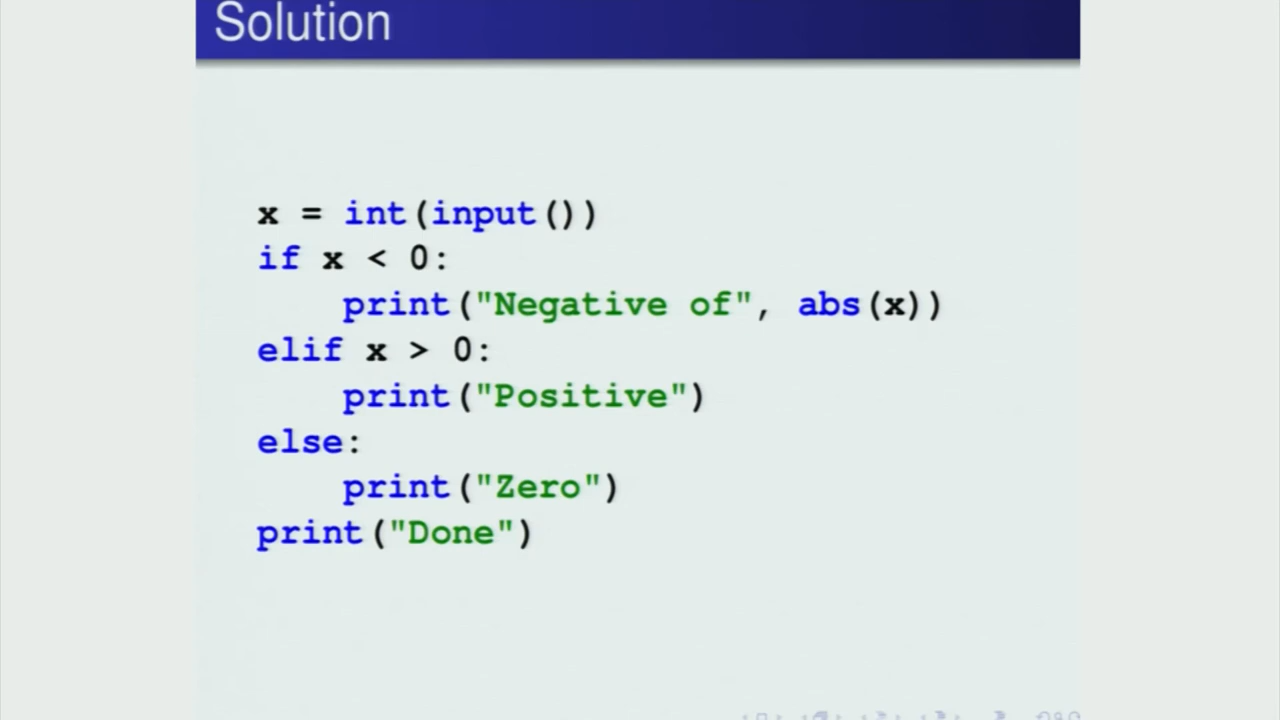 Solution
x = int(input())
if x < 0:
    print("Negative of", abs(x))
elif x > 0:
    print("Positive")
else:
    print("Zero")
print("Done")